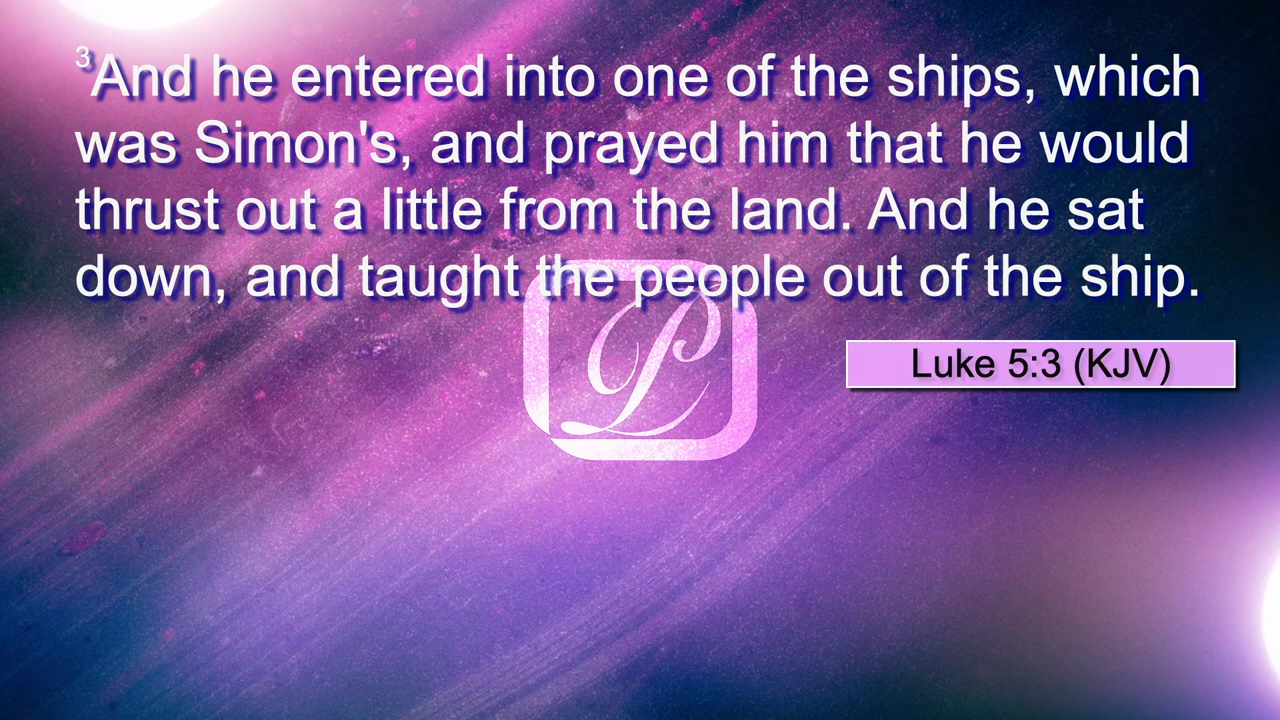 3And he entered into one of the ships, which
was Simon's, and prayed him that he would
thrust out a little from the land. And he sat
down, and taught the people out of the ship.
Luke 5:3 (KJV)
P